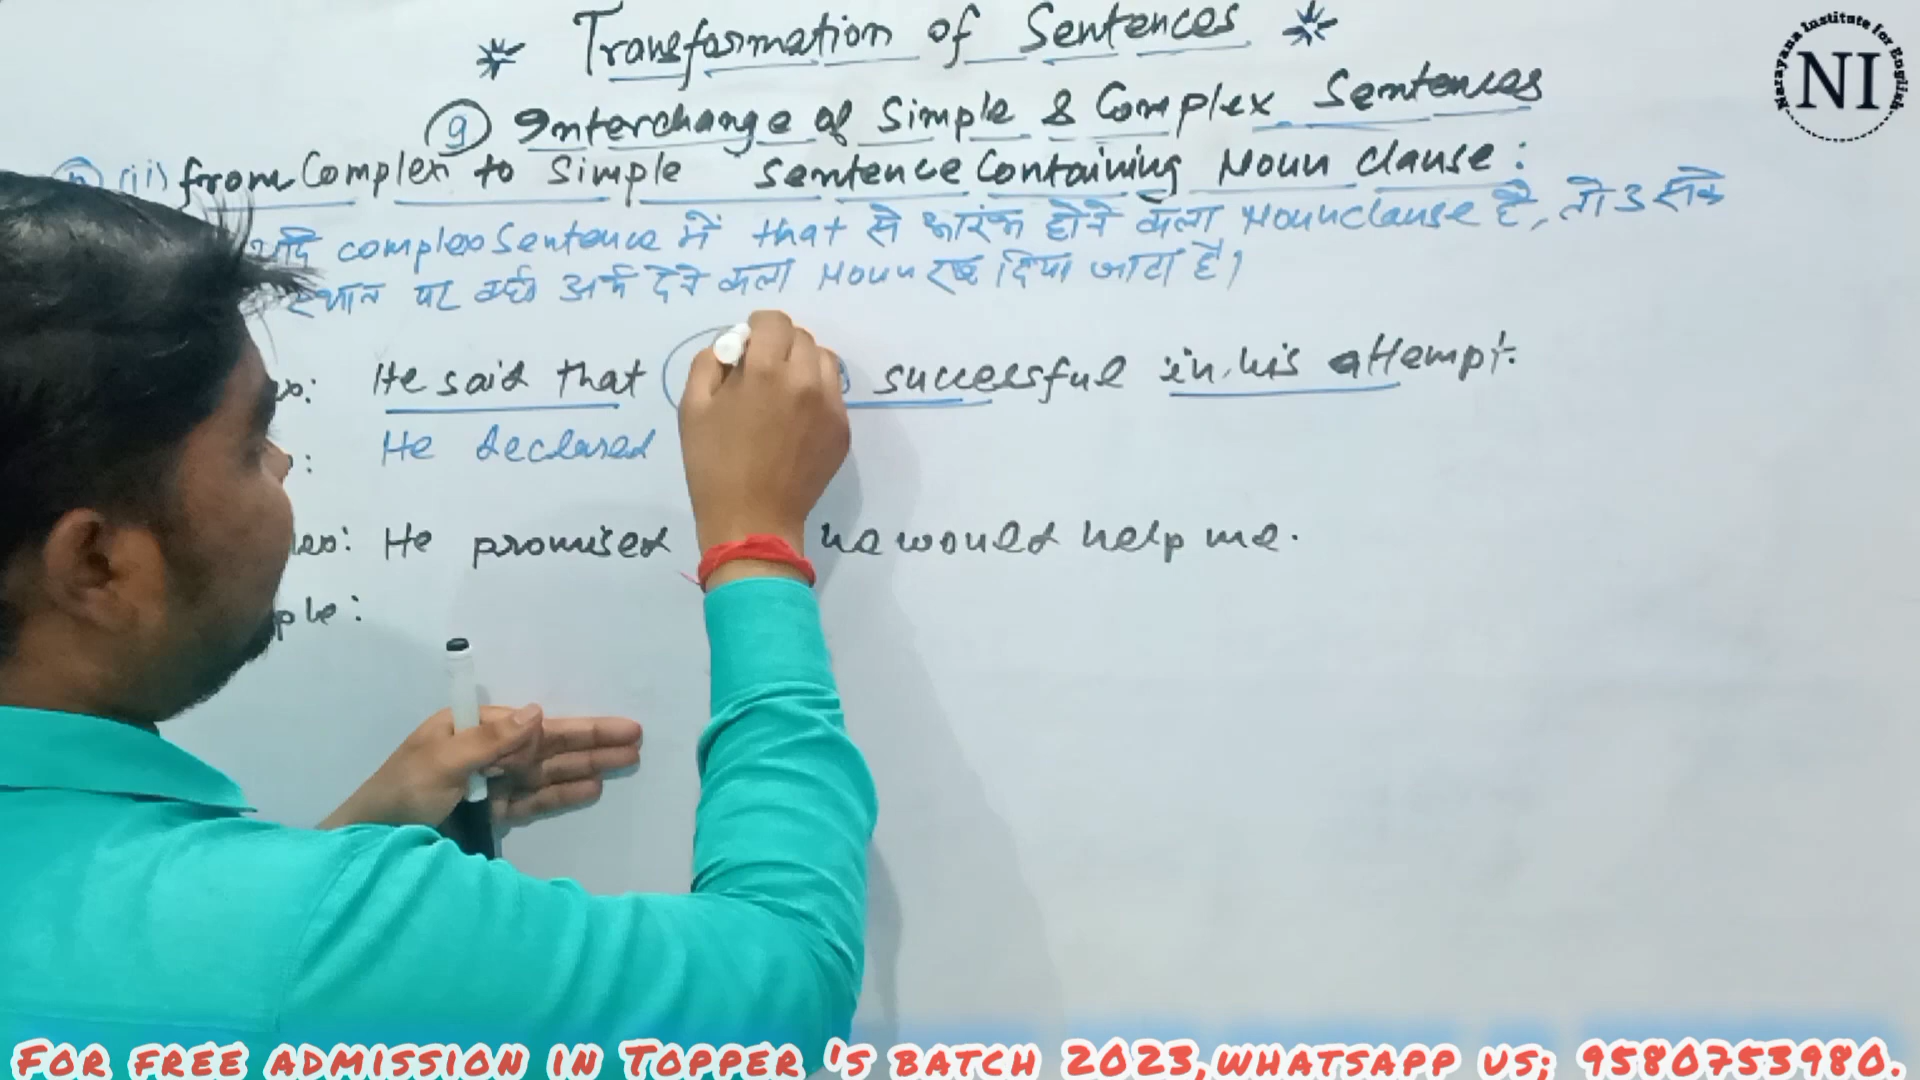 Transformation of Sentences
9 Interchange of Simple & Complex Sentences
(ii) from Complex to Simple Sentence Containing Noun Clause:
यदि complex Sentence में that से प्रारंभ होने वाला Noun clause है, तो उसके
स्थान पर वही अर्थ देने वाला Noun रख दिया जाता है।
He said that successful in his attempt.
He declared
He promised he would help me.
ple:
Narayana Institute for English
NI
FOR FREE ADMISSION IN TOPPER 'S BATCH 2023,WHATSAPP US; 9580753980.